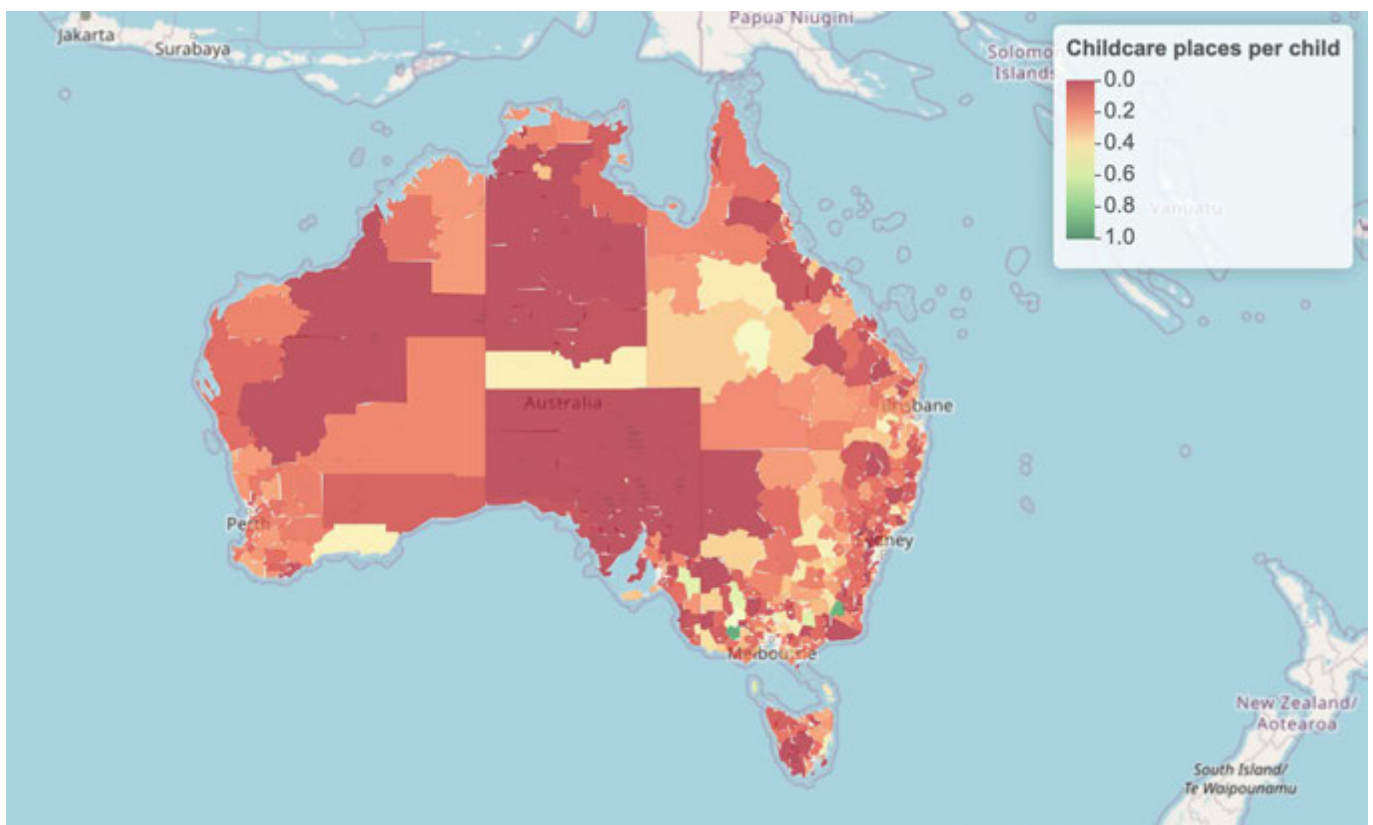 Papua Niugini
Jakarta
Surabaya
Solomo
Islands
Childcare places per child
0.0
0.2
0.4
0.6
0.8
1.0
Vanuatu
Australia
Brisbane
Perth
Sydney
Melbourne
New Zealand/
Aotearoa
South Island/
Te Waipounamu